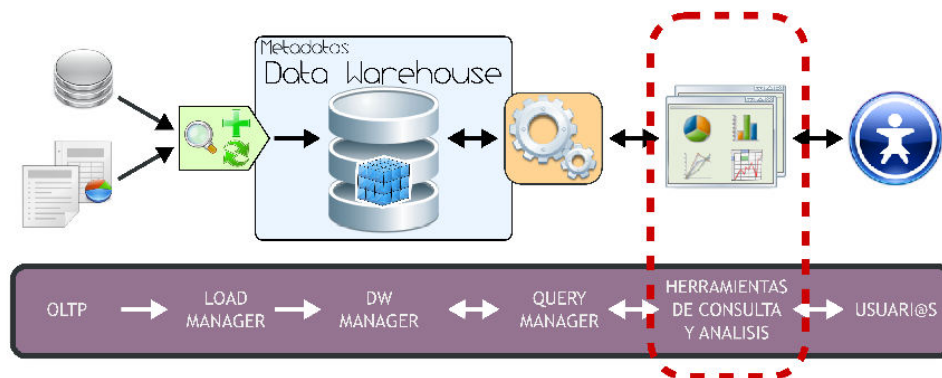 Metadatos
Data Warehouse
OLTP
LOAD
MANAGER
DW
MANAGER
QUERY
MANAGER
HERRAMIENTAS
DE CONSULTA
Y ANALISIS
USUARI@S